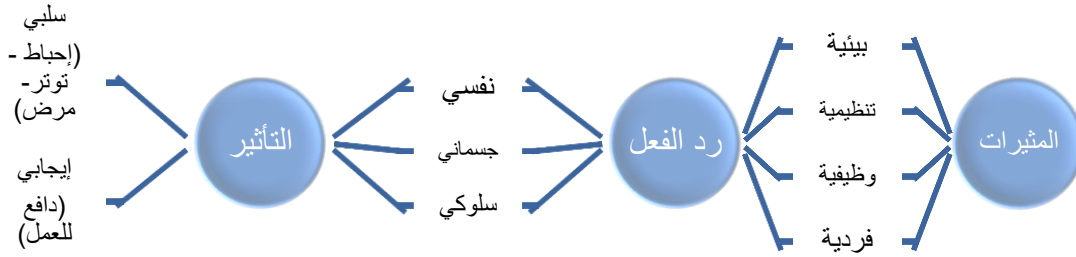 المثيرات
بيئية
تنظيمية
وظيفية
فردية
رد الفعل
نفسي
جسماني
سلوكي
التأثير
سلبي
(إحباط -
توتر-
مرض)
إيجابي
(دافع
للعمل)